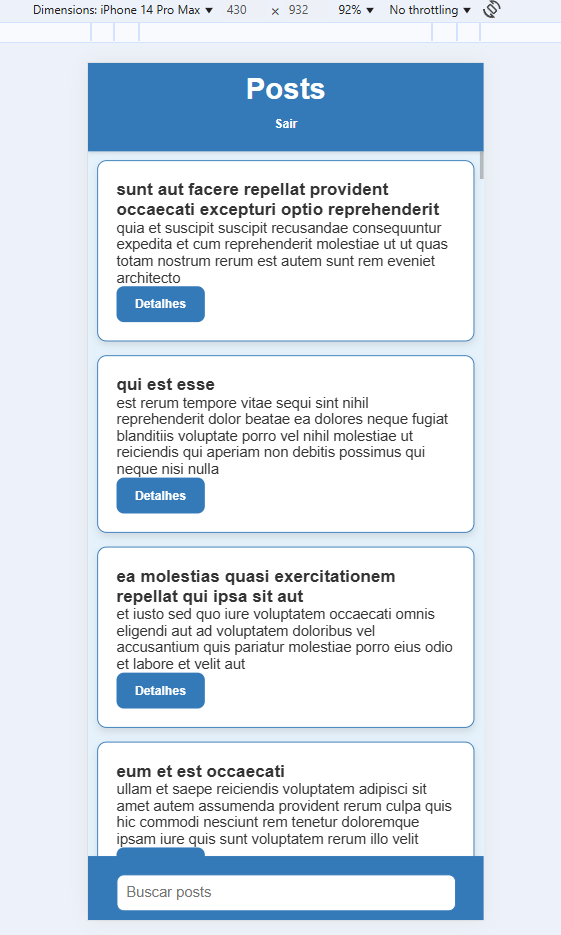 Dimensions: iPhone 14 Pro Max ▼ 430 × 932 92% ▼ No throttling ▼
Posts
Sair
sunt aut facere repellat provident
occaecati excepturi optio reprehenderit
quia et suscipit suscipit recusandae consequuntur
expedita et cum reprehenderit molestiae ut ut quas
totam nostrum rerum est autem sunt rem eveniet
architecto
Detalhes
qui est esse
est rerum tempore vitae sequi sint nihil
reprehenderit dolor beatae ea dolores neque fugiat
blanditiis voluptate porro vel nihil molestiae ut
reiciendis qui aperiam non debitis possimus qui
neque nisi nulla
Detalhes
ea molestias quasi exercitationem
repellat qui ipsa sit aut
et iusto sed quo iure voluptatem occaecati omnis
eligendi aut ad voluptatem doloribus vel
accusantium quis pariatur molestiae porro eius odio
et labore et velit aut
Detalhes
eum et est occaecati
ullam et saepe reiciendis voluptatem adipisci sit
amet autem assumenda provident rerum culpa quis
hic commodi nesciunt rem tenetur doloremque
ipsam iure quis sunt voluptatem rerum illo velit
Buscar posts